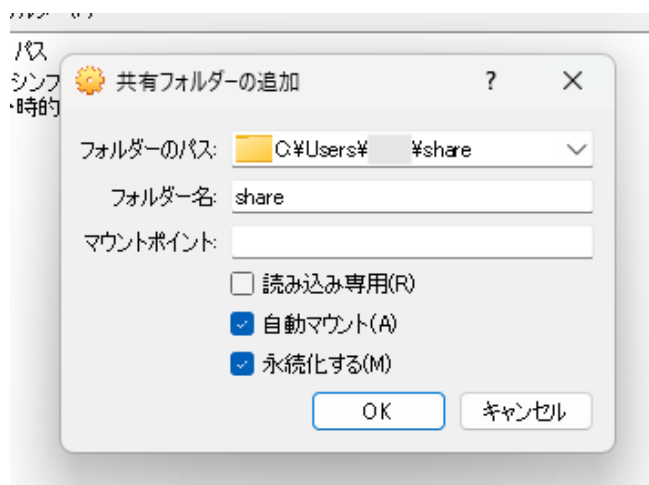 パス
シンフ
時的
共有フォルダーの追加 ?
フォルダーのパス: C:¥Users¥ ¥share
フォルダー名: share
マウントポイント:
読み込み専用(R)
自動マウント(A)
永続化する(M)
OK キャンセル